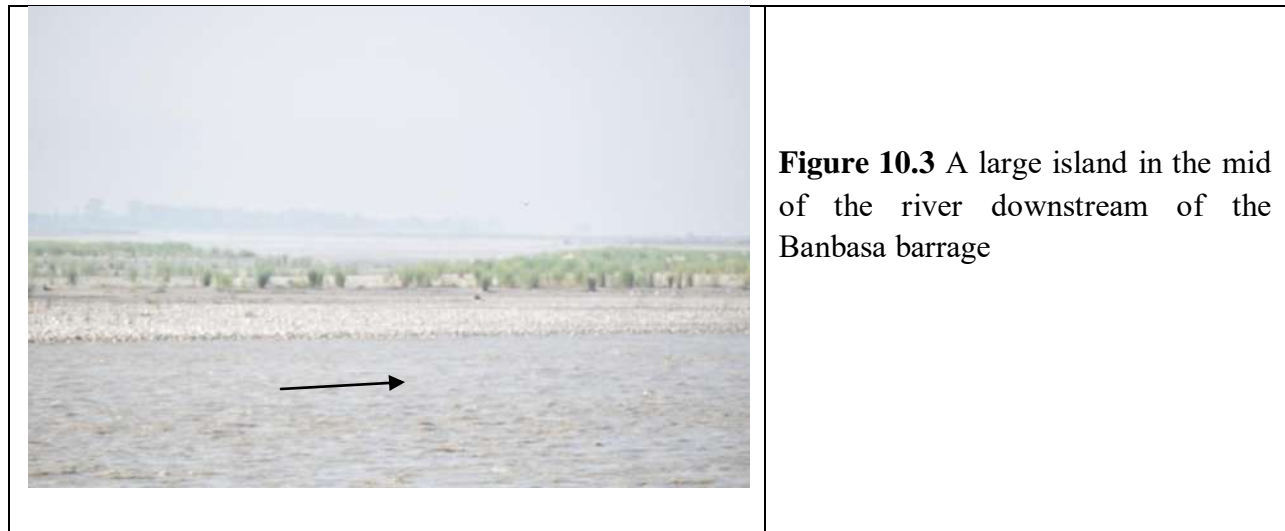 Figure 10.3 A large island in the mid
of the river downstream of the
Banbasa barrage